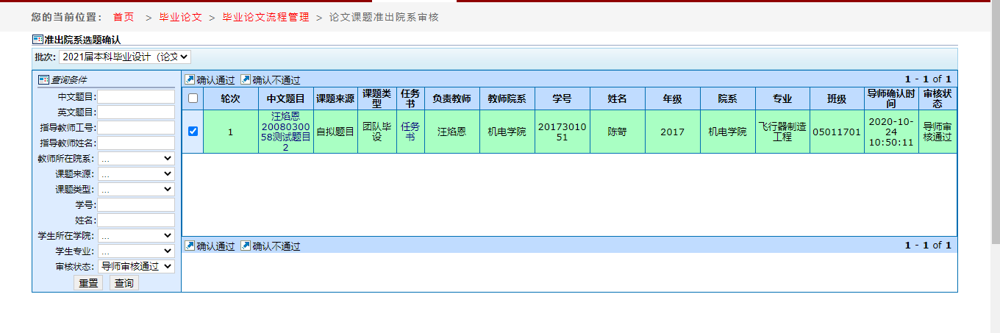 您的当前位置： 首页 > 毕业论文 > 毕业论文流程管理 > 论文课题准出院系审核
准出院系选题确认
批次: 2021届本科毕业设计（论文
查询条件
中文题目:
英文题目:
指导教师工号:
指导教师姓名:
教师所在院系: ...
课题来源: ...
课题类型: ...
学号:
姓名:
学生所在学院: ...
学生专业: ...
审核状态: 导师审核通过
重置 查询
确认通过 确认不通过 1 - 1 of 1
轮次 中文题目 课题来源 课题类型 任务书 负责教师 教师院系 学号 姓名 年级 院系 专业 班级 导师确认时间 审核状态
1 汪焰恩2008030058测试题目2 自拟题目 团队毕设 任务书 汪焰恩 机电学院 2017301051 陈笴 2017 机电学院 飞行器制造工程 05011701 2020-10-24 10:50:11 导师审核通过
确认通过 确认不通过 1 - 1 of 1